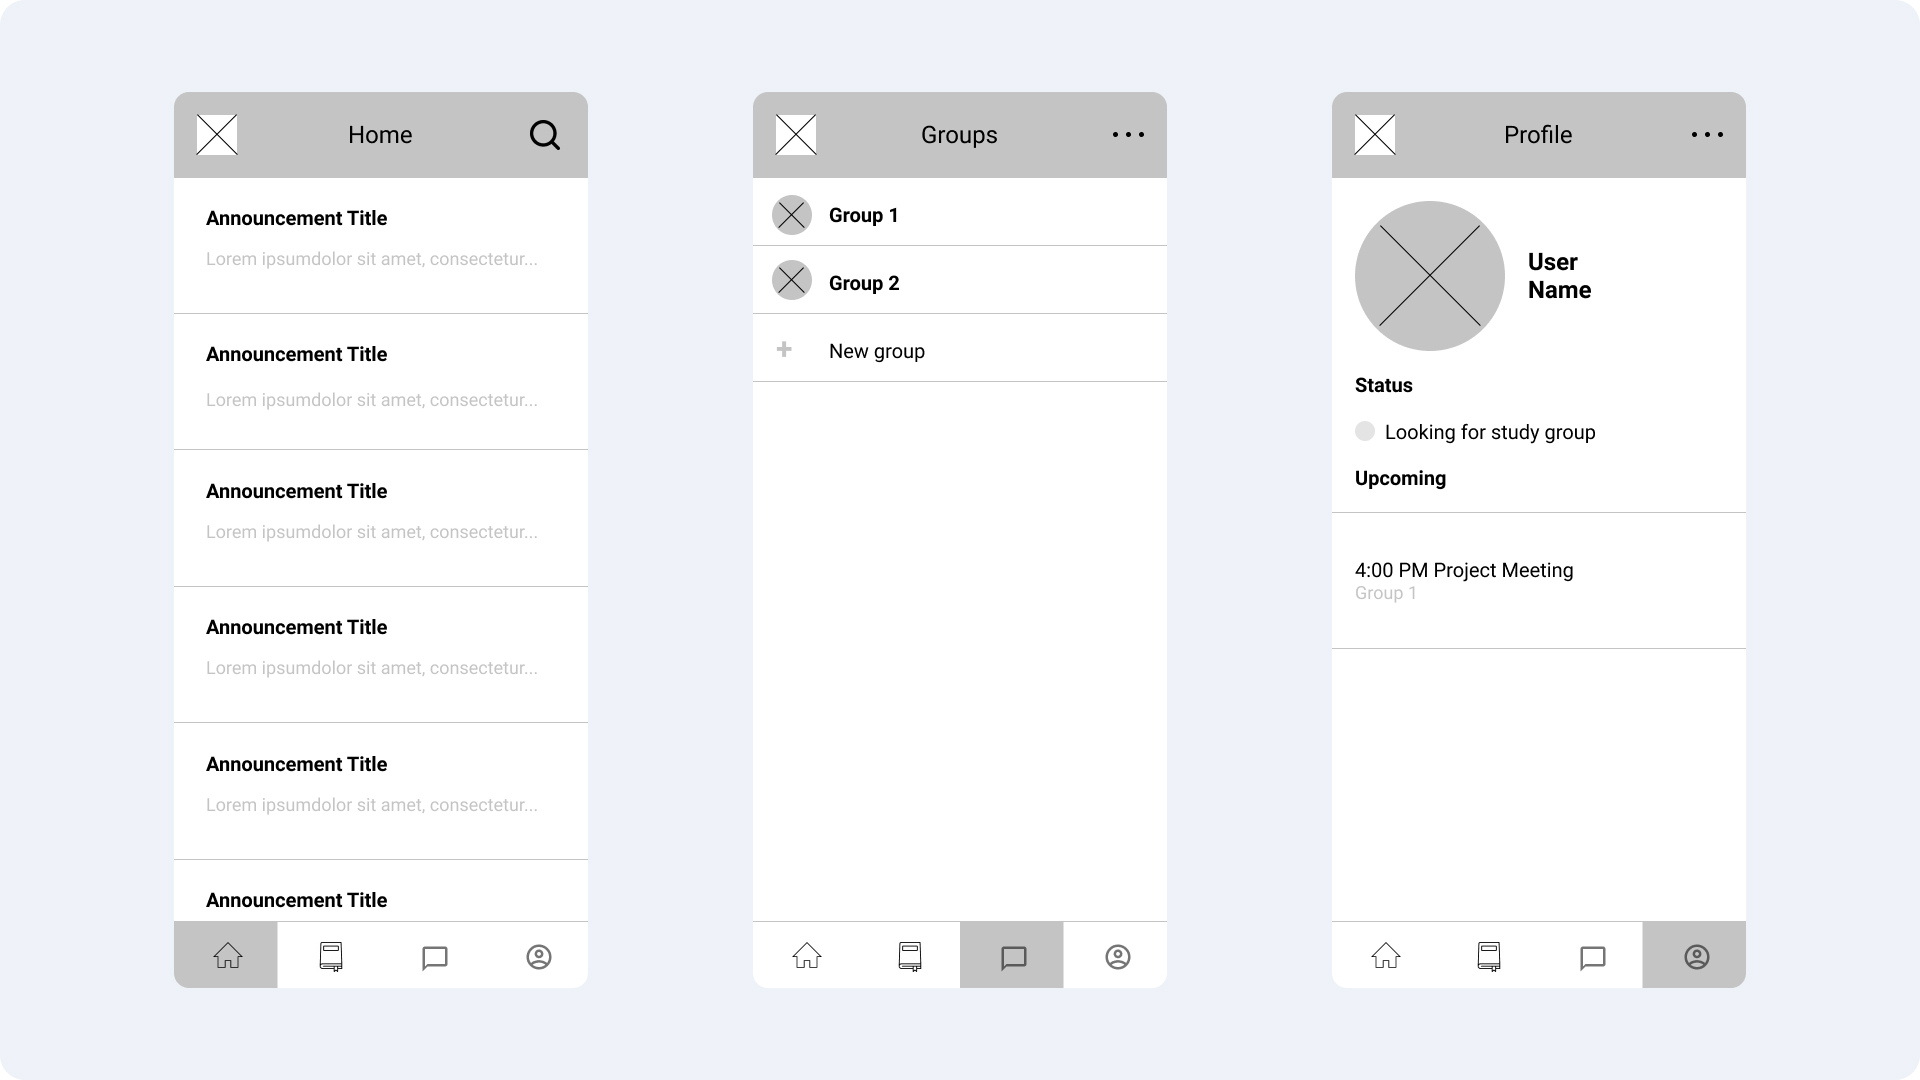 Home
Announcement Title
Lorem ipsumdolor sit amet, consectetur...
Announcement Title
Lorem ipsumdolor sit amet, consectetur...
Announcement Title
Lorem ipsumdolor sit amet, consectetur...
Announcement Title
Lorem ipsumdolor sit amet, consectetur...
Announcement Title
Lorem ipsumdolor sit amet, consectetur...
Announcement Title
Groups
Group 1
Group 2
New group
Profile
User
Name
Status
Looking for study group
Upcoming
4:00 PM Project Meeting
Group 1